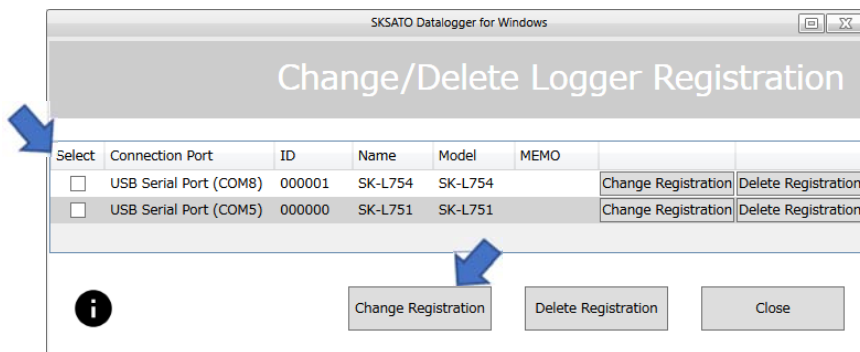 SKSATO Datalogger for Windows
Change/Delete Logger Registration
Select Connection Port ID Name Model MEMO
USB Serial Port (COM8) 000001 SK-L754 SK-L754 Change Registration Delete Registration
USB Serial Port (COM5) 000000 SK-L751 SK-L751 Change Registration Delete Registration
Change Registration Delete Registration Close